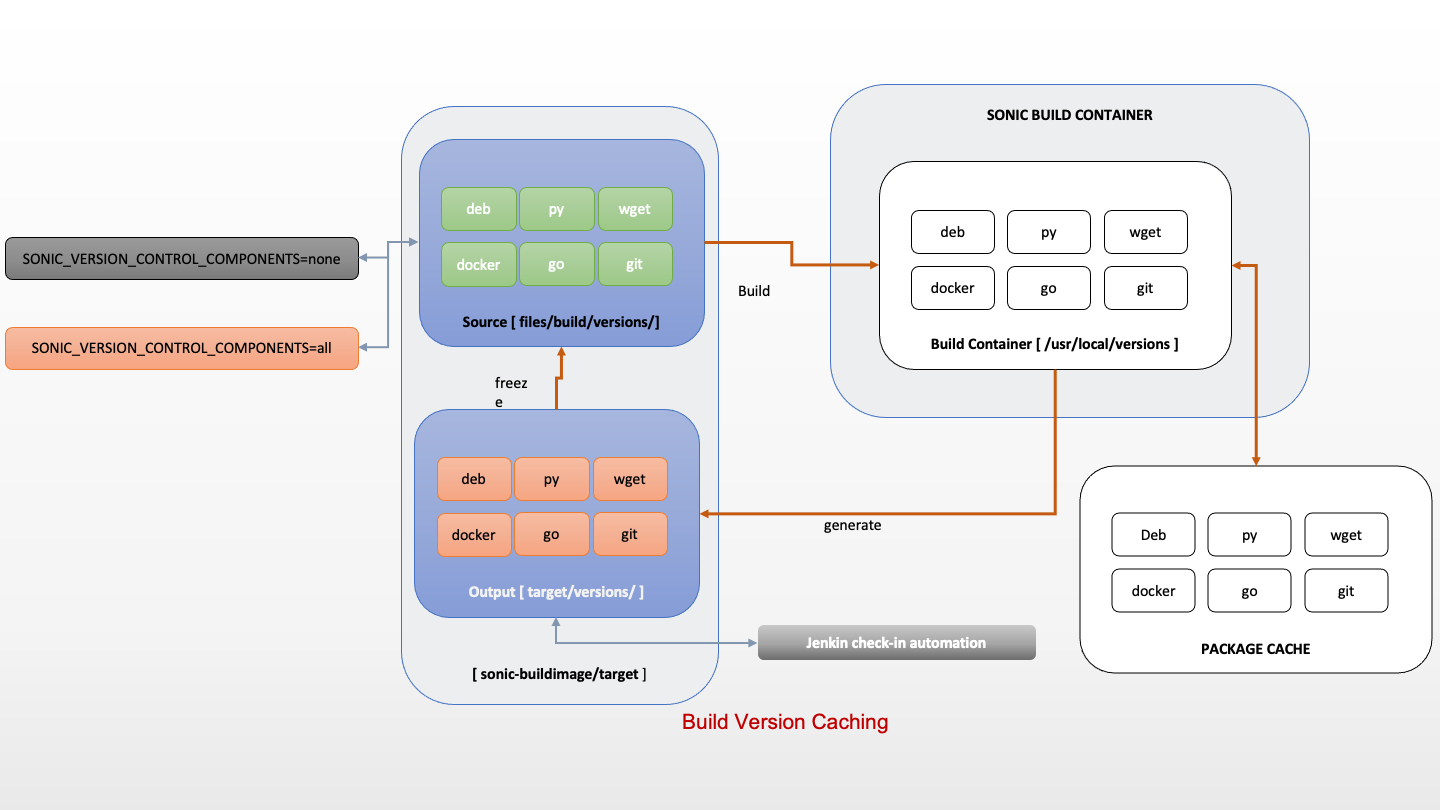 SONIC_VERSION_CONTROL_COMPONENTS=none
SONIC_VERSION_CONTROL_COMPONENTS=all
deb
py
wget
docker
go
git
Source [ files/build/versions/]
freez
e
deb
py
wget
docker
go
git
Output [ target/versions/ ]
[ sonic-buildimage/target ]
Build
generate
Jenkin check-in automation
SONIC BUILD CONTAINER
deb
py
wget
docker
go
git
Build Container [ /usr/local/versions ]
Deb
py
wget
docker
go
git
PACKAGE CACHE
Build Version Caching